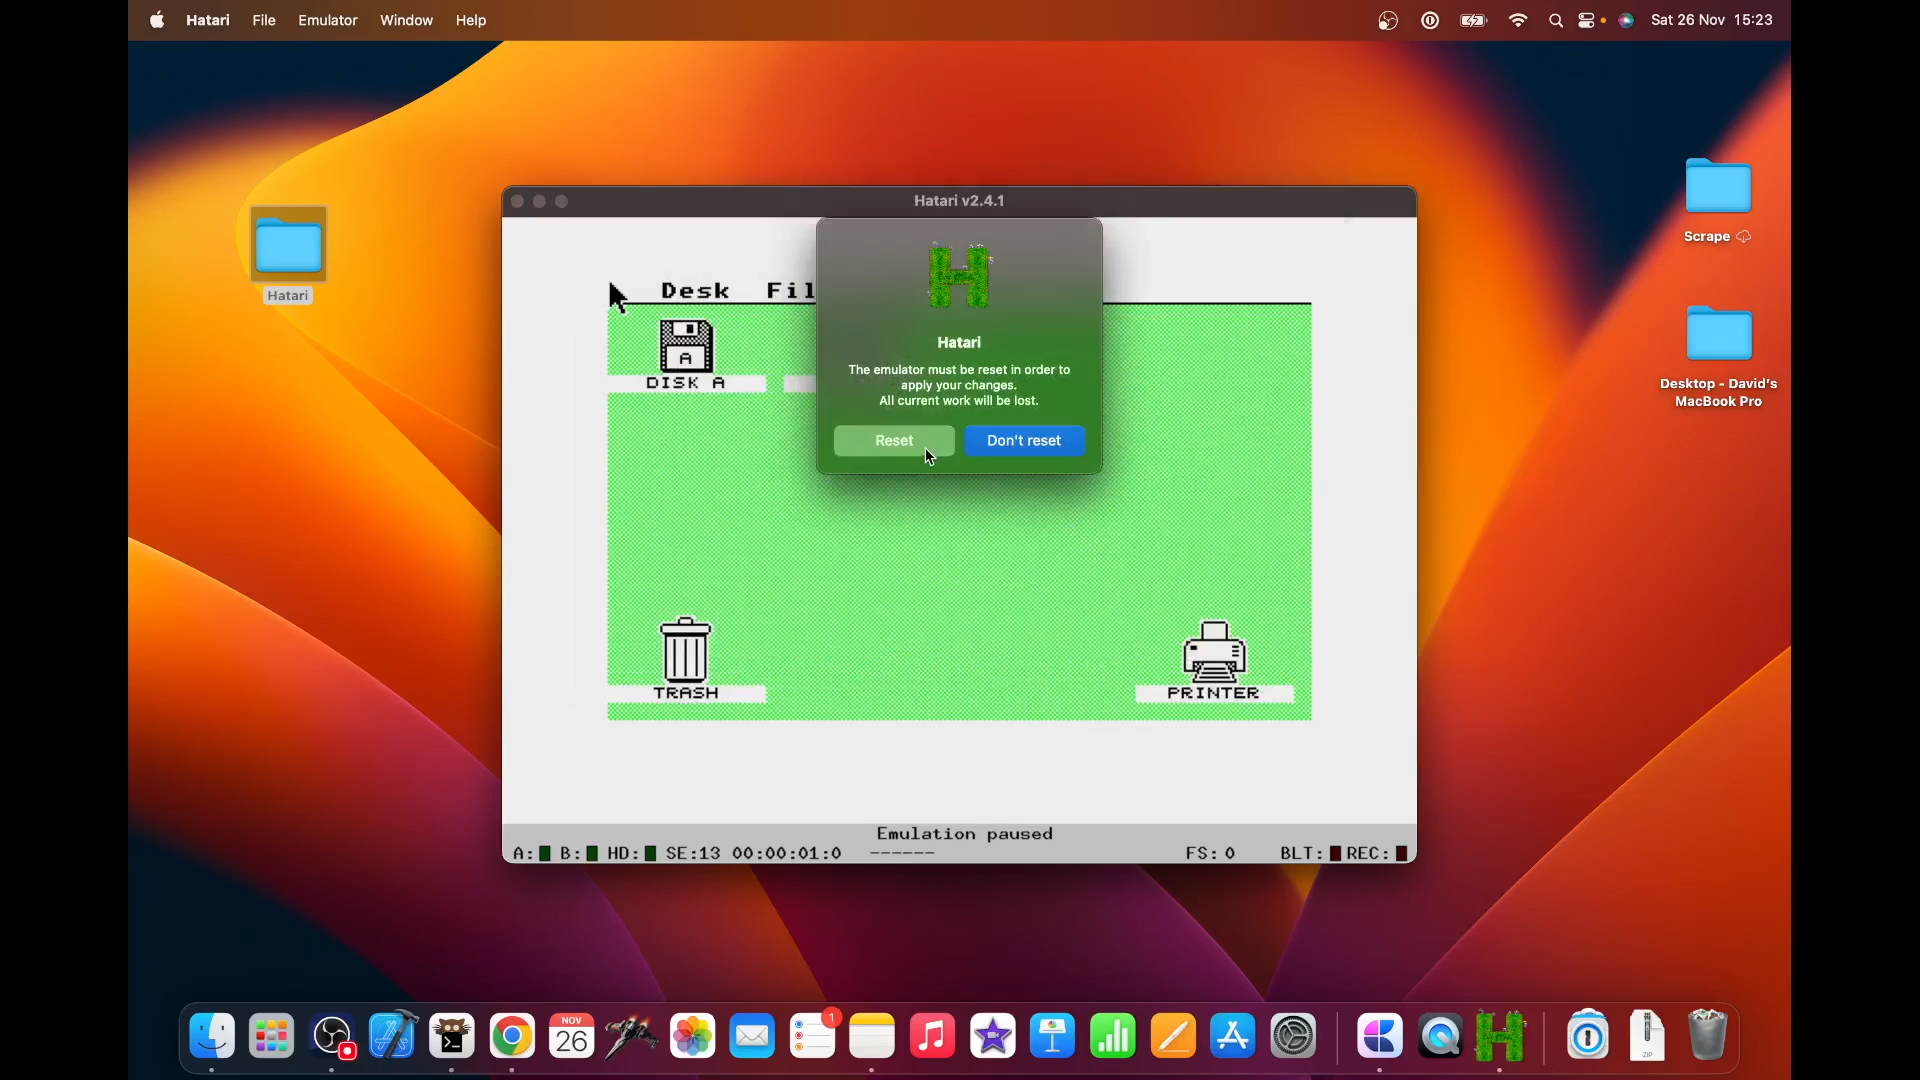 Hatari File Emulator Window Help
Sat 26 Nov 15:23
Hatari v2.4.1
Desk Fil
A
DISK A
Hatari
The emulator must be reset in order to
apply your changes.
All current work will be lost.
Reset Don't reset
Hatari
Scrape
Desktop - David's
MacBook Pro
TRASH
PRINTER
Emulation paused
A: B: HD: SE:13 00:00:01:0 ------ FS: 0 BLT: REC:
NOV
26
1
ZIP